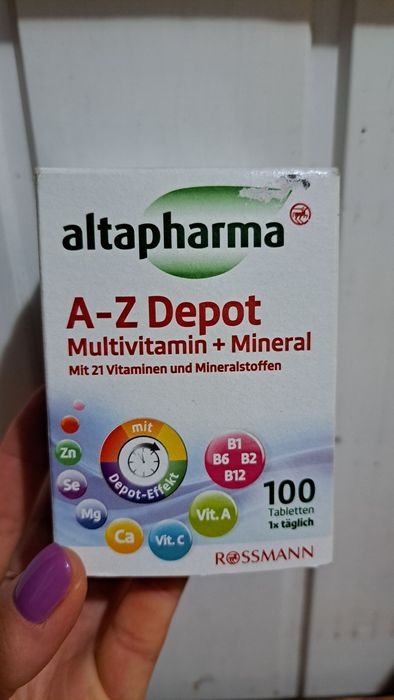 altapharma
A-Z Depot
Multivitamin + Mineral
Mit 21 Vitaminen und Mineralstoffen
mit
Depot-Effekt
Zn
Se
Mg
Ca
Vit. C
Vit. A
B1
B6 B2
B12
100
Tabletten
1x täglich
ROSSMANN